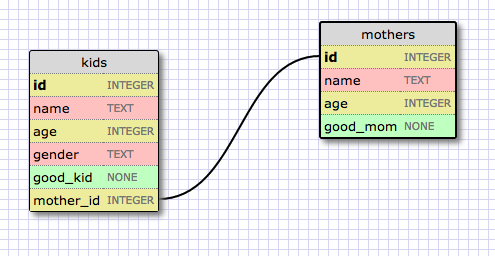 kids
id INTEGER
name TEXT
age INTEGER
gender TEXT
good_kid NONE
mother_id INTEGER
mothers
id INTEGER
name TEXT
age INTEGER
good_mom NONE